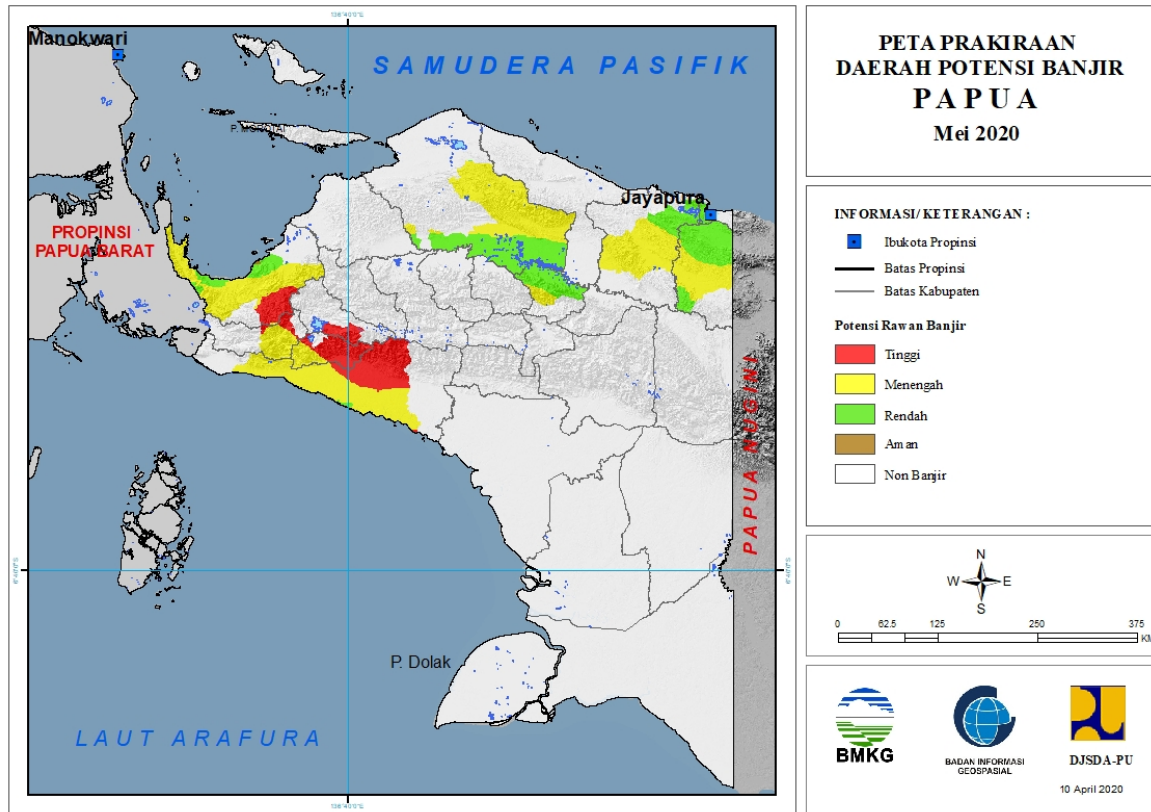 Manokwari
SAMUDERA PASIFIK
Jayapura
PROPINSI
PAPUA BARAT
PAPUA NUGINI
P. Dolak
LAUT ARAFURA
PETA PRAKIRAAN
DAERAH POTENSI BANJIR
PAPUA
Mei 2020
INFORMASI/ KETERANGAN :
Ibukota Propinsi
Batas Propinsi
Batas Kabupaten
Potensi Rawan Banjir
Tinggi
Menengah
Rendah
Aman
Non Banjir
N
W E
S
0 62.5 125 250 375
KM
BMKG
BADAN INFORMASI
GEOSPASIAL
DJSDA-PU
10 April 2020